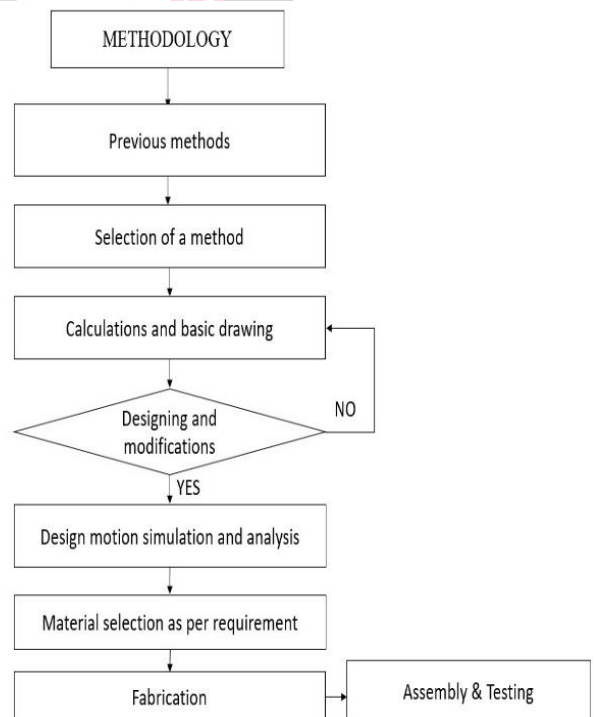 METHODOLOGY
Previous methods
Selection of a method
Calculations and basic drawing
Designing and
modifications
NO
YES
Design motion simulation and analysis
Material selection as per requirement
Fabrication
Assembly & Testing